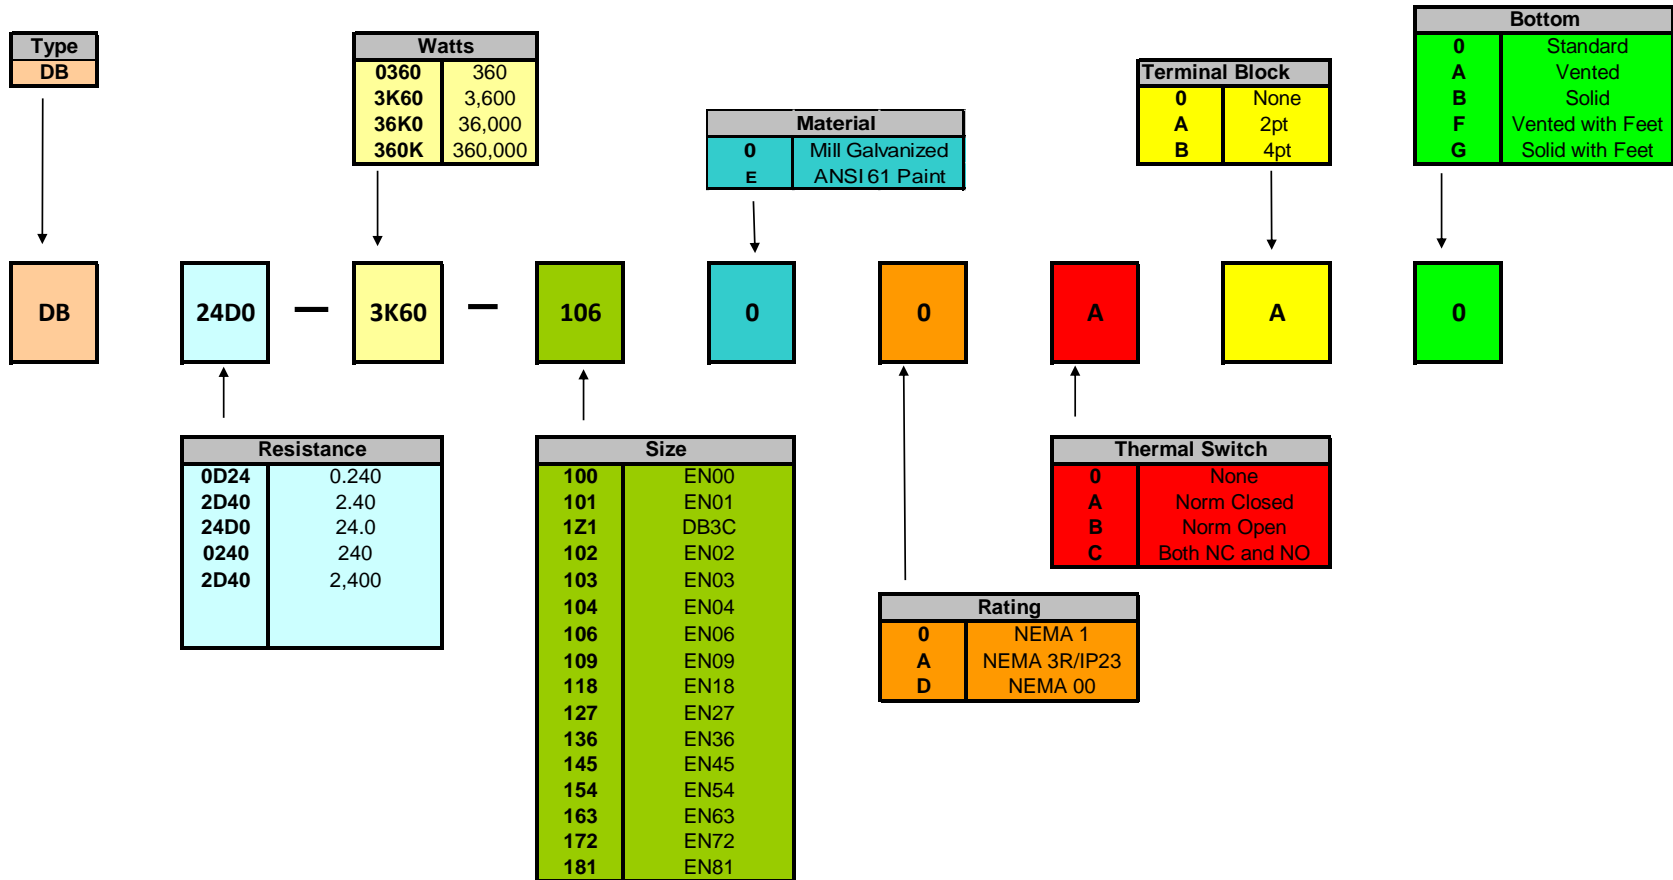 Type
DB
Watts
0360 360
3K60 3,600
36K0 36,000
360K 360,000
Material
0 Mill Galvanized
E ANSI 61 Paint
Terminal Block
0 None
A 2pt
B 4pt
Bottom
0 Standard
A Vented
B Solid
F Vented with Feet
G Solid with Feet
DB 24D0 – 3K60 – 106 0 0 A A 0
Resistance
0D24 0.240
2D40 2.40
24D0 24.0
0240 240
2D40 2,400
Size
100 EN00
101 EN01
1Z1 DB3C
102 EN02
103 EN03
104 EN04
106 EN06
109 EN09
118 EN18
127 EN27
136 EN36
145 EN45
154 EN54
163 EN63
172 EN72
181 EN81
Rating
0 NEMA 1
A NEMA 3R/IP23
D NEMA 00
Thermal Switch
0 None
A Norm Closed
B Norm Open
C Both NC and NO